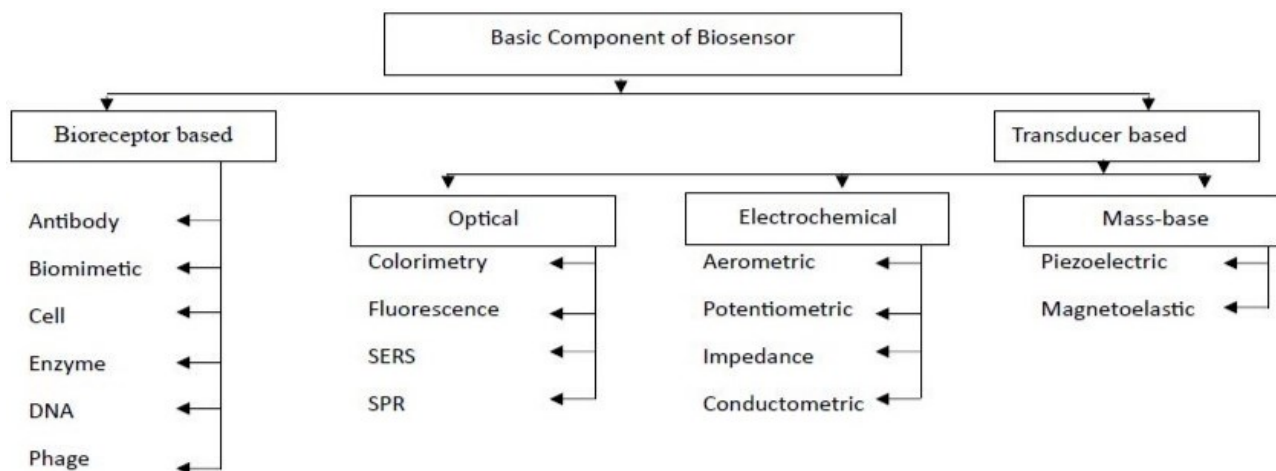 Basic Component of Biosensor
Bioreceptor based
Transducer based
Antibody
Biomimetic
Cell
Enzyme
DNA
Phage
Optical
Colorimetry
Fluorescence
SERS
SPR
Electrochemical
Aerometric
Potentiometric
Impedance
Conductometric
Mass-base
Piezoelectric
Magnetoelastic